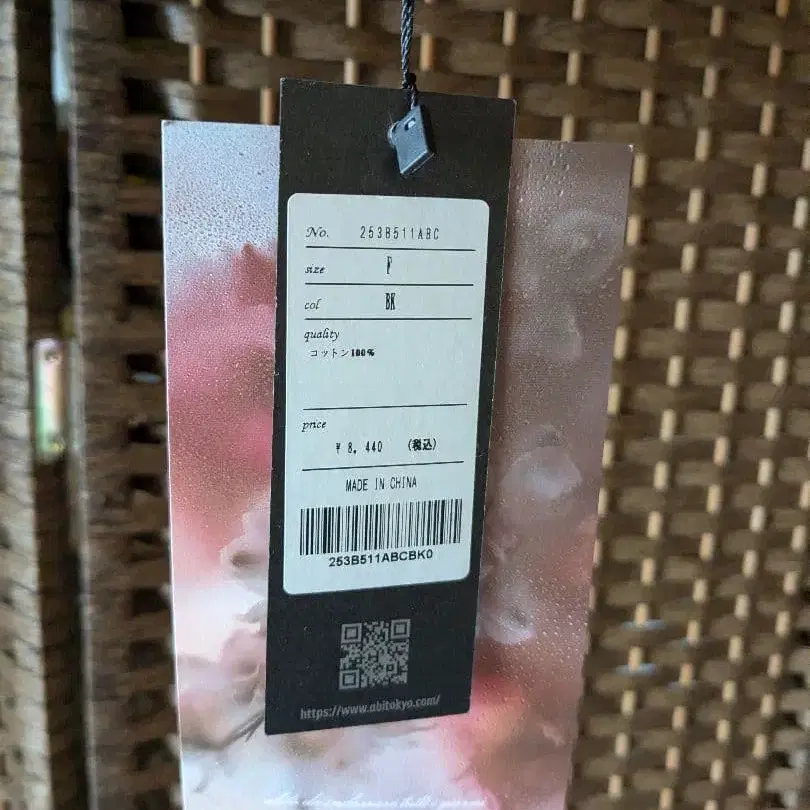 No. 253B511ABC
size F
col BK
quality
コットン100%
price
¥ 8,440 (税込)
MADE IN CHINA
253B511ABCBK0
https://www.abitokyo.com/